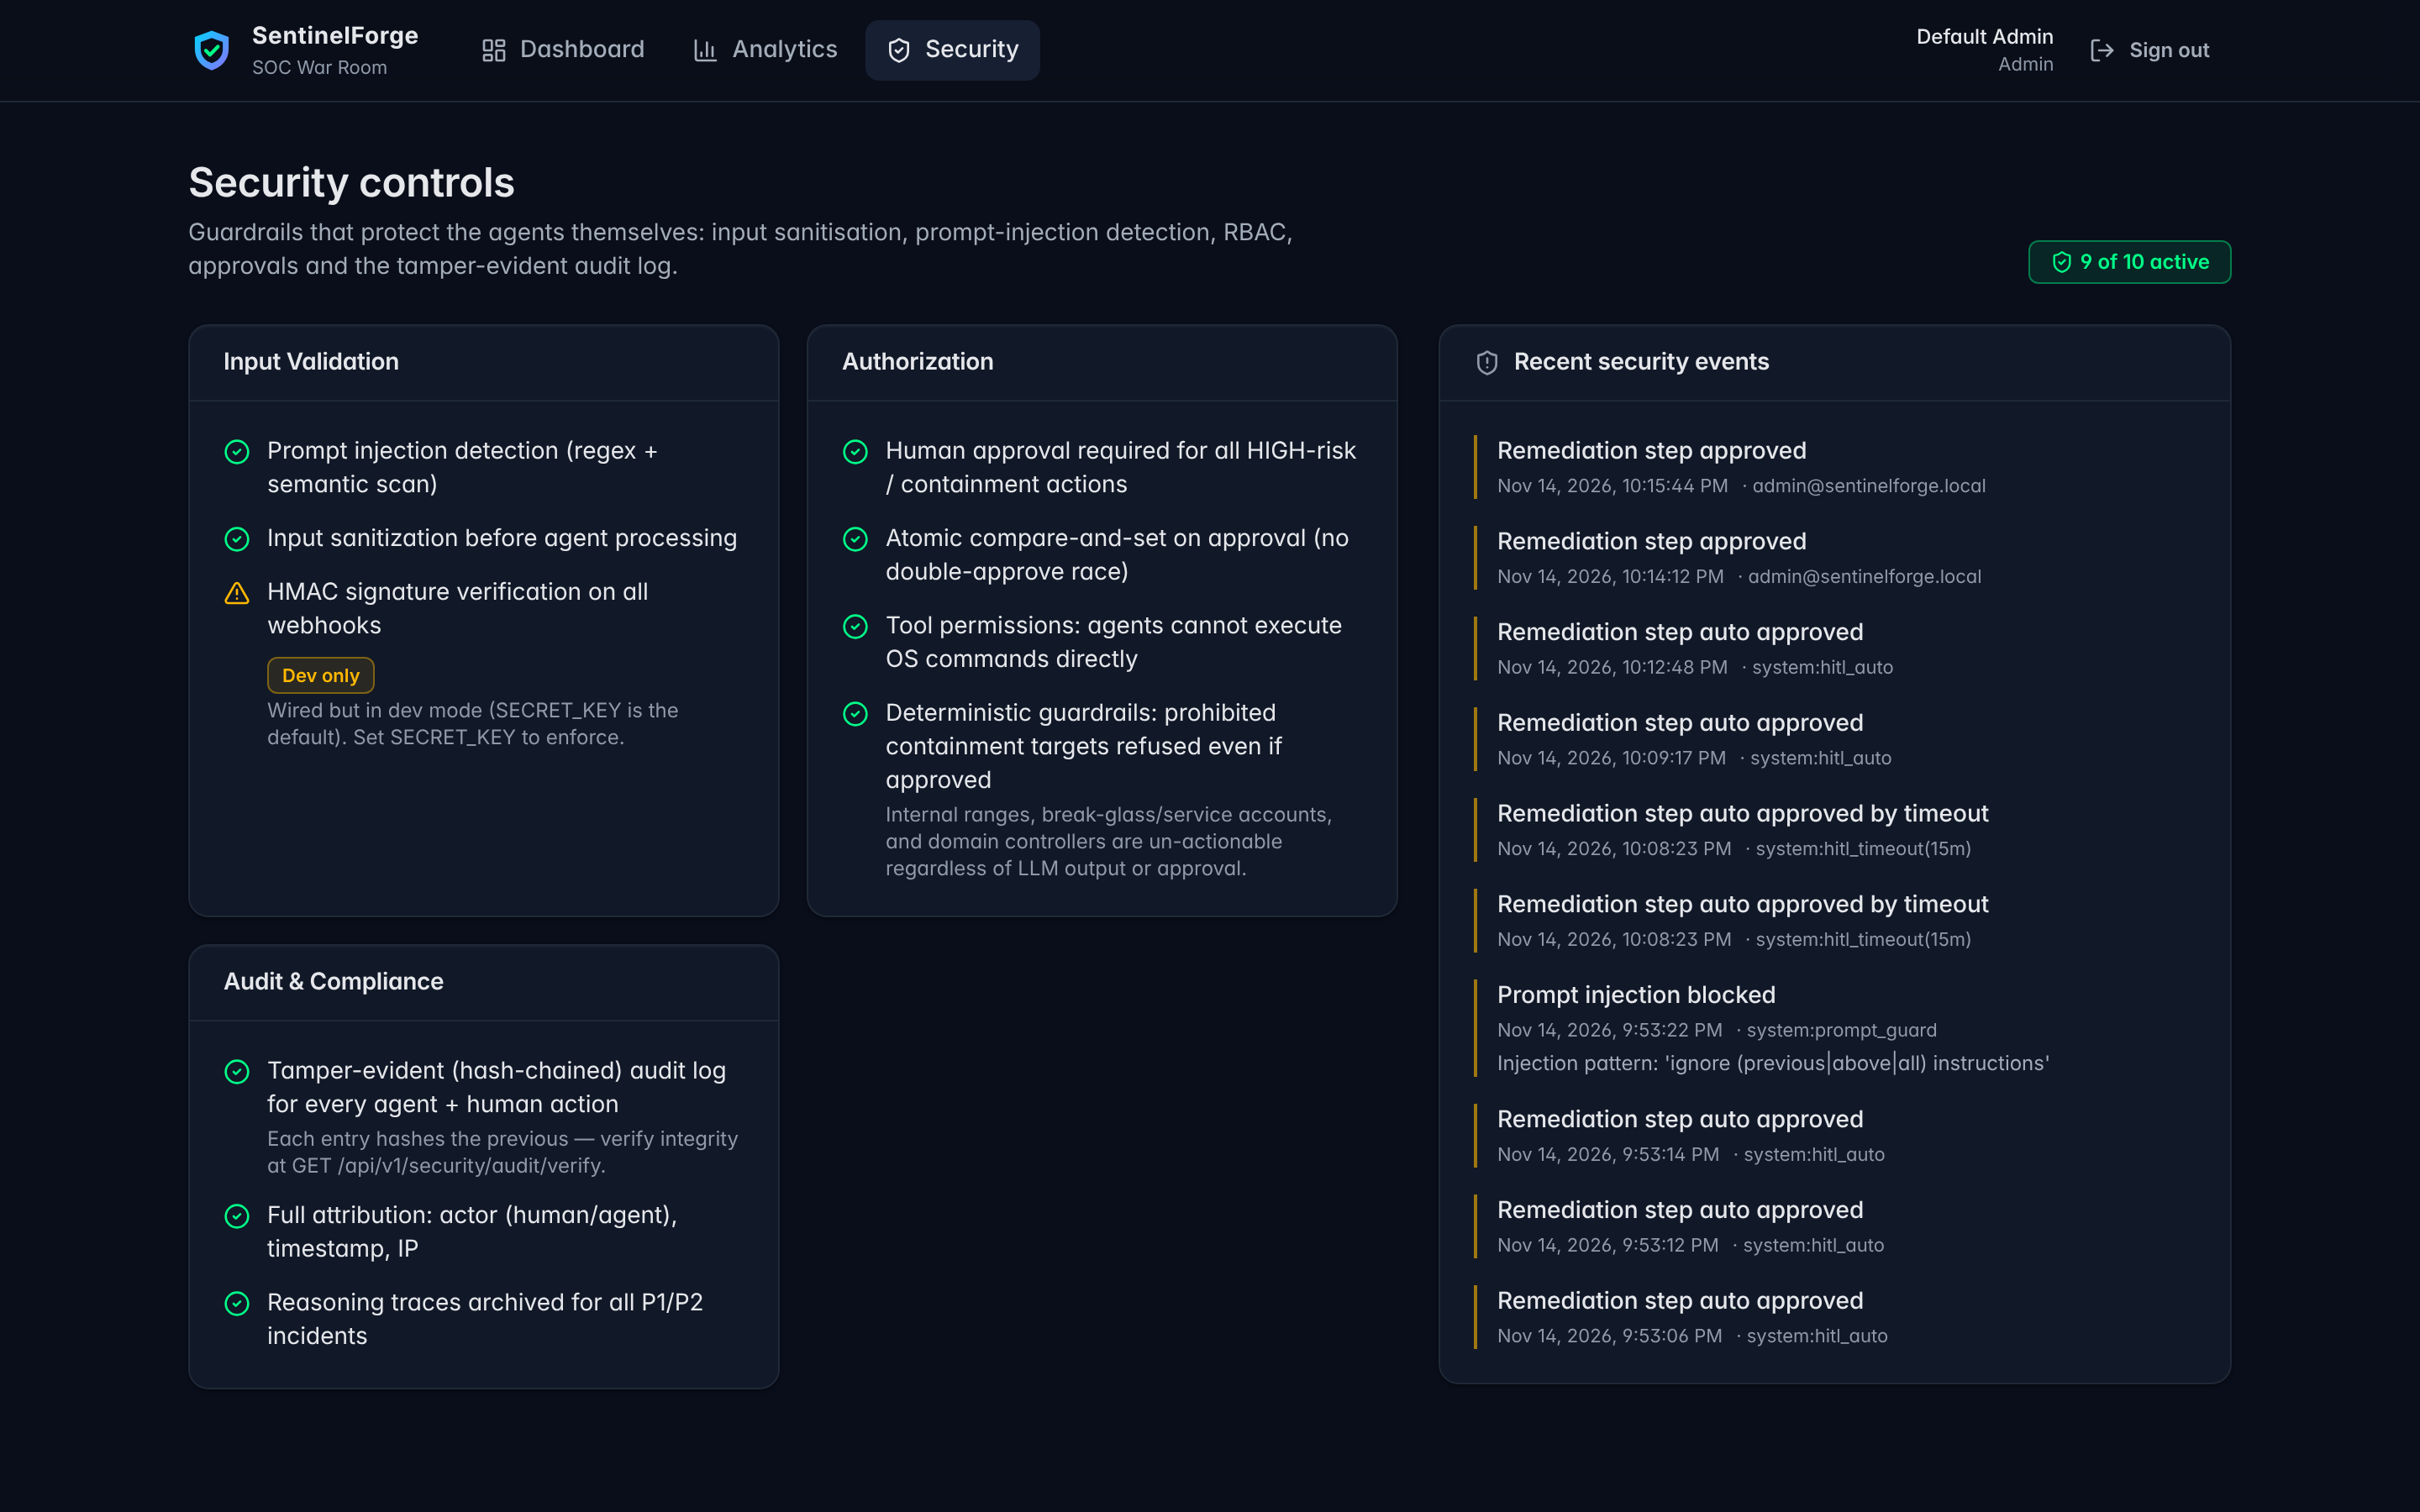 SentinelForge
SOC War Room
Dashboard
Analytics
Security
Default Admin
Admin
Sign out
Security controls
Guardrails that protect the agents themselves: input sanitisation, prompt-injection detection, RBAC,
approvals and the tamper-evident audit log.
9 of 10 active
Input Validation
Prompt injection detection (regex +
semantic scan)
Input sanitization before agent processing
HMAC signature verification on all
webhooks
Dev only
Wired but in dev mode (SECRET_KEY is the
default). Set SECRET_KEY to enforce.
Authorization
Human approval required for all HIGH-risk
/ containment actions
Atomic compare-and-set on approval (no
double-approve race)
Tool permissions: agents cannot execute
OS commands directly
Deterministic guardrails: prohibited
containment targets refused even if
approved
Internal ranges, break-glass/service accounts,
and domain controllers are un-actionable
regardless of LLM output or approval.
Audit & Compliance
Tamper-evident (hash-chained) audit log
for every agent + human action
Each entry hashes the previous — verify integrity
at GET /api/v1/security/audit/verify.
Full attribution: actor (human/agent),
timestamp, IP
Reasoning traces archived for all P1/P2
incidents
Recent security events
Remediation step approved
Nov 14, 2026, 10:15:44 PM · admin@sentinelforge.local
Remediation step approved
Nov 14, 2026, 10:14:12 PM · admin@sentinelforge.local
Remediation step auto approved
Nov 14, 2026, 10:12:48 PM · system:hitl_auto
Remediation step auto approved
Nov 14, 2026, 10:09:17 PM · system:hitl_auto
Remediation step auto approved by timeout
Nov 14, 2026, 10:08:23 PM · system:hitl_timeout(15m)
Remediation step auto approved by timeout
Nov 14, 2026, 10:08:23 PM · system:hitl_timeout(15m)
Prompt injection blocked
Nov 14, 2026, 9:53:22 PM · system:prompt_guard
Injection pattern: 'ignore (previous|above|all) instructions'
Remediation step auto approved
Nov 14, 2026, 9:53:14 PM · system:hitl_auto
Remediation step auto approved
Nov 14, 2026, 9:53:12 PM · system:hitl_auto
Remediation step auto approved
Nov 14, 2026, 9:53:06 PM · system:hitl_auto